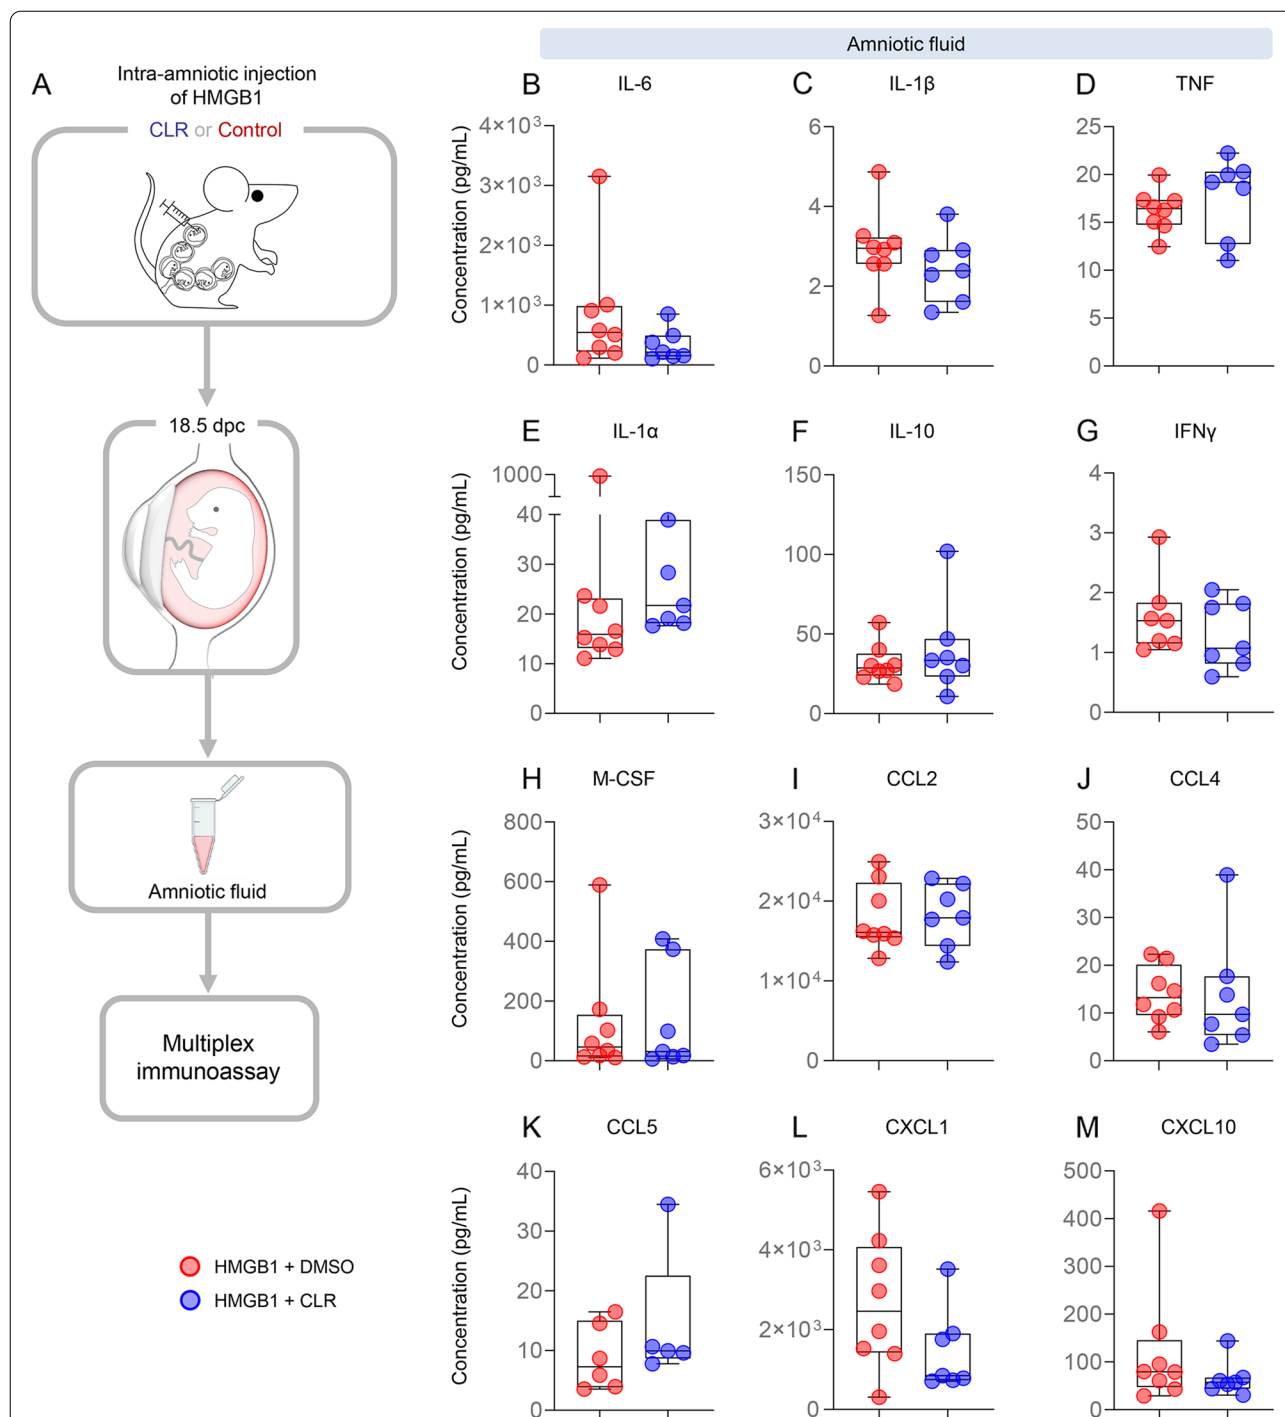 A
Intra-amniotic injection
of HMGB1
CLR or Control
18.5 dpc
Amniotic fluid
Multiplex
immunoassay
HMGB1 + DMSO
HMGB1 + CLR
Amniotic fluid
B
IL-6
Concentration (pg/mL)
4×10³
3×10³
2×10³
1×10³
0
C
IL-1β
6
4
2
0
D
TNF
25
20
15
10
5
0
E
IL-1α
Concentration (pg/mL)
1000
40
30
20
10
0
F
IL-10
150
100
50
0
G
IFNγ
4
3
2
1
0
H
M-CSF
Concentration (pg/mL)
800
600
400
200
0
I
CCL2
3×10⁴
2×10⁴
1×10⁴
0
J
CCL4
50
40
30
20
10
0
K
CCL5
Concentration (pg/mL)
40
30
20
10
0
L
CXCL1
6×10³
4×10³
2×10³
0
M
CXCL10
500
400
300
200
100
0